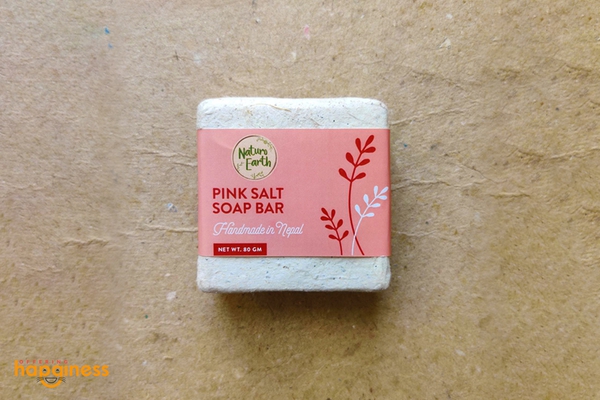 Nature
Earth
PINK SALT
SOAP BAR
Handmade in Nepal
NET WT. 80 GM
happiness